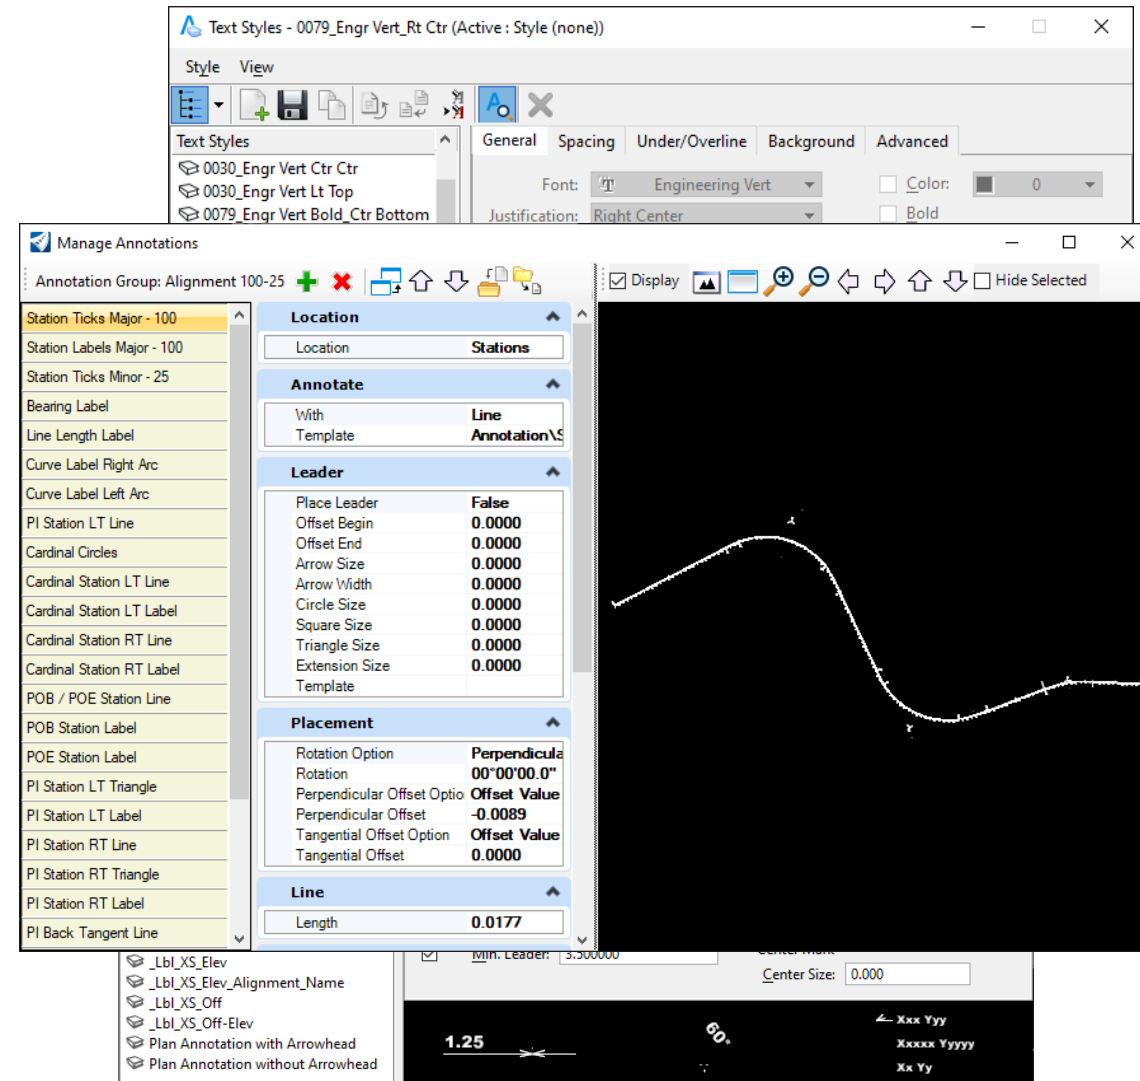 Text Styles - 0079_Engr Vert_Rt Ctr (Active : Style (none))
Style View
Text Styles
0030_Engr Vert Ctr Ctr
0030_Engr Vert Lt Top
0079_Engr Vert Bold_Ctr Bottom
General Spacing Under/Overline Background Advanced
Font: Engineering Vert
Color: 0
Justification: Right Center
Bold
Manage Annotations
Annotation Group: Alignment 100-25
Display
Hide Selected
Station Ticks Major - 100
Station Labels Major - 100
Station Ticks Minor - 25
Bearing Label
Line Length Label
Curve Label Right Arc
Curve Label Left Arc
PI Station LT Line
Cardinal Circles
Cardinal Station LT Line
Cardinal Station LT Label
Cardinal Station RT Line
Cardinal Station RT Label
POB / POE Station Line
POB Station Label
POE Station Label
PI Station LT Triangle
PI Station LT Label
PI Station RT Line
PI Station RT Triangle
PI Station RT Label
PI Back Tangent Line
Location
Location Stations
Annotate
With Line
Template Annotation\S
Leader
Place Leader False
Offset Begin 0.0000
Offset End 0.0000
Arrow Size 0.0000
Arrow Width 0.0000
Circle Size 0.0000
Square Size 0.0000
Triangle Size 0.0000
Extension Size 0.0000
Template
Placement
Rotation Option Perpendicula
Rotation 00°00'00.0"
Perpendicular Offset Optio Offset Value
Perpendicular Offset -0.0089
Tangential Offset Option Offset Value
Tangential Offset 0.0000
Line
Length 0.0177
_Lbl_XS_Elev
_Lbl_XS_Elev_Alignment_Name
_Lbl_XS_Off
_Lbl_XS_Off-Elev
Plan Annotation with Arrowhead
Plan Annotation without Arrowhead
Min. Leader: 3.500000
Center Mark
Center Size: 0.000
1.25
60°
Xxx Yyy
Xxxxx Yyyyy
Xx Yy